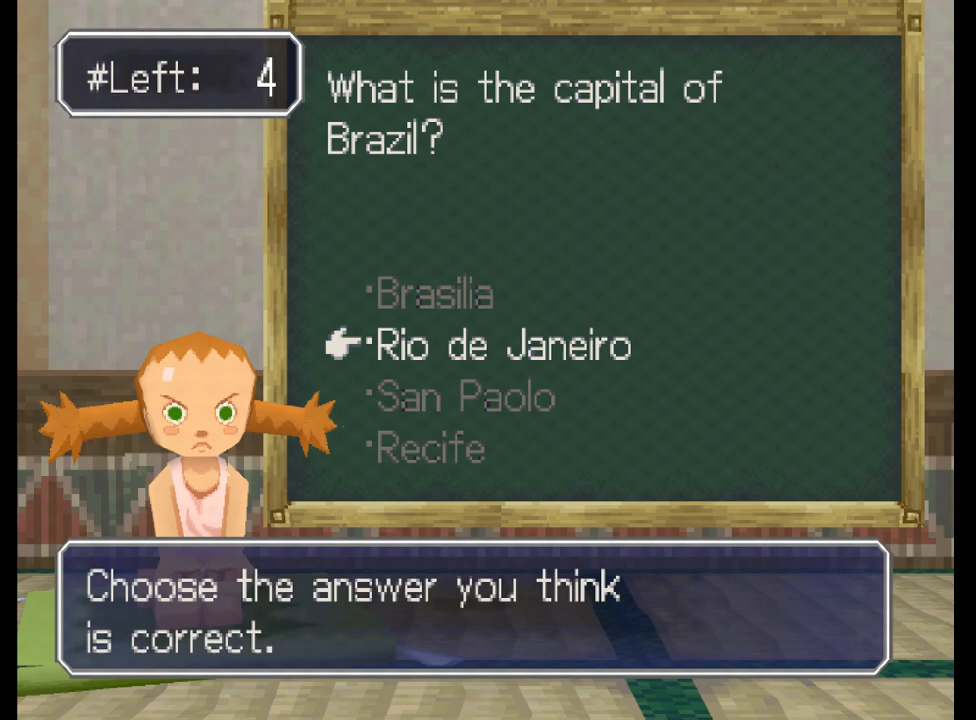 #Left: 4
What is the capital of
Brazil?
·Brasilia
·Rio de Janeiro
·San Paolo
·Recife
Choose the answer you think
is correct.